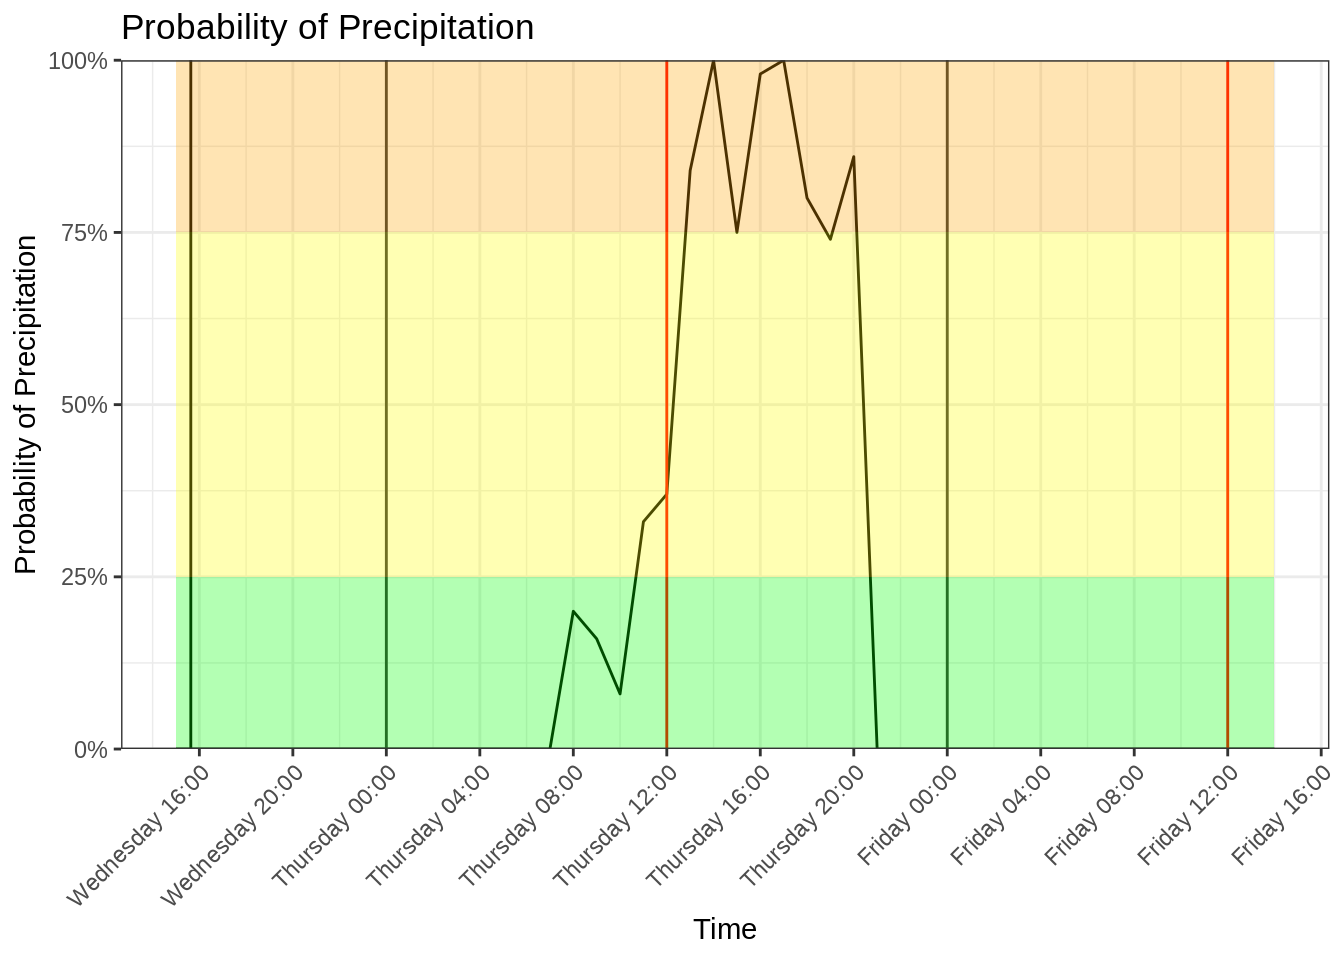 Probability of Precipitation
100%
75%
50%
25%
0%
Probability of Precipitation
Wednesday 16:00
Wednesday 20:00
Thursday 00:00
Thursday 04:00
Thursday 08:00
Thursday 12:00
Thursday 16:00
Thursday 20:00
Friday 00:00
Friday 04:00
Friday 08:00
Friday 12:00
Friday 16:00
Time